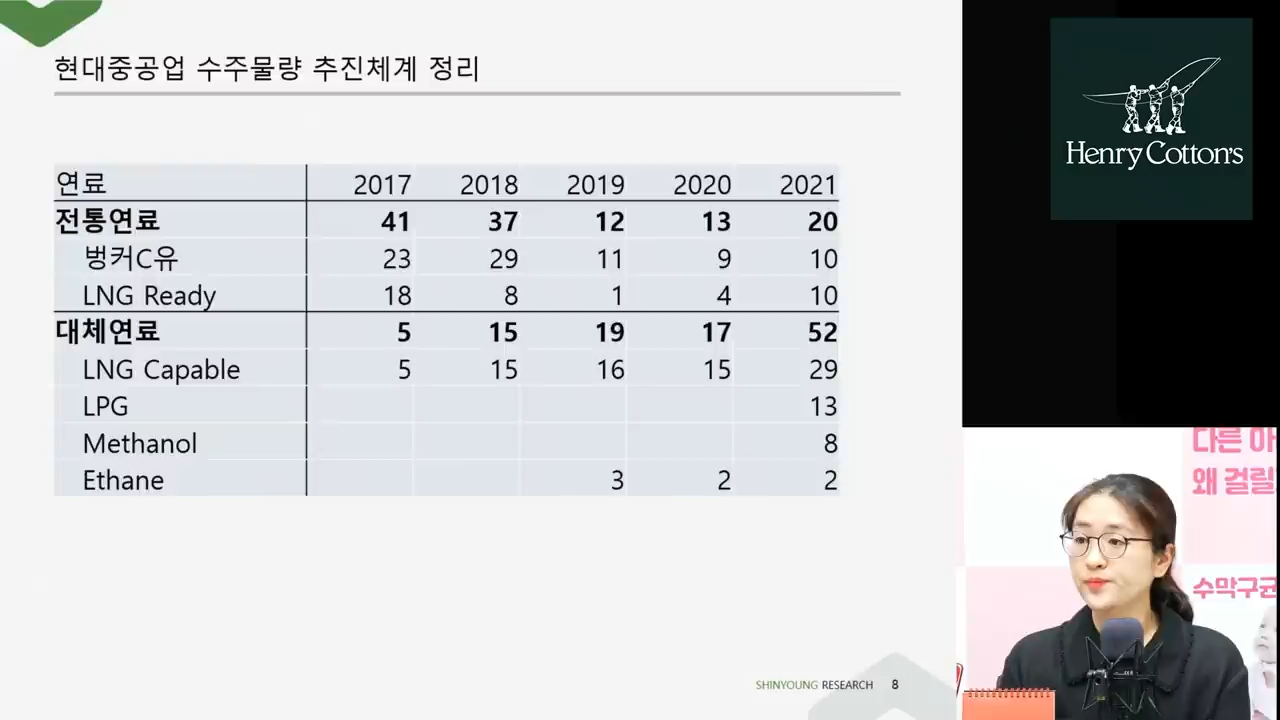 현대중공업 수주물량 추진체계 정리
연료 2017 2018 2019 2020 2021
전통연료 41 37 12 13 20
벙커C유 23 29 11 9 10
LNG Ready 18 8 1 4 10
대체연료 5 15 19 17 52
LNG Capable 5 15 16 15 29
LPG 13
Methanol 8
Ethane 3 2 2
SHINYOUNG RESEARCH 8
Henry Cotton's
다른 아
왜 걸릴
수막구균